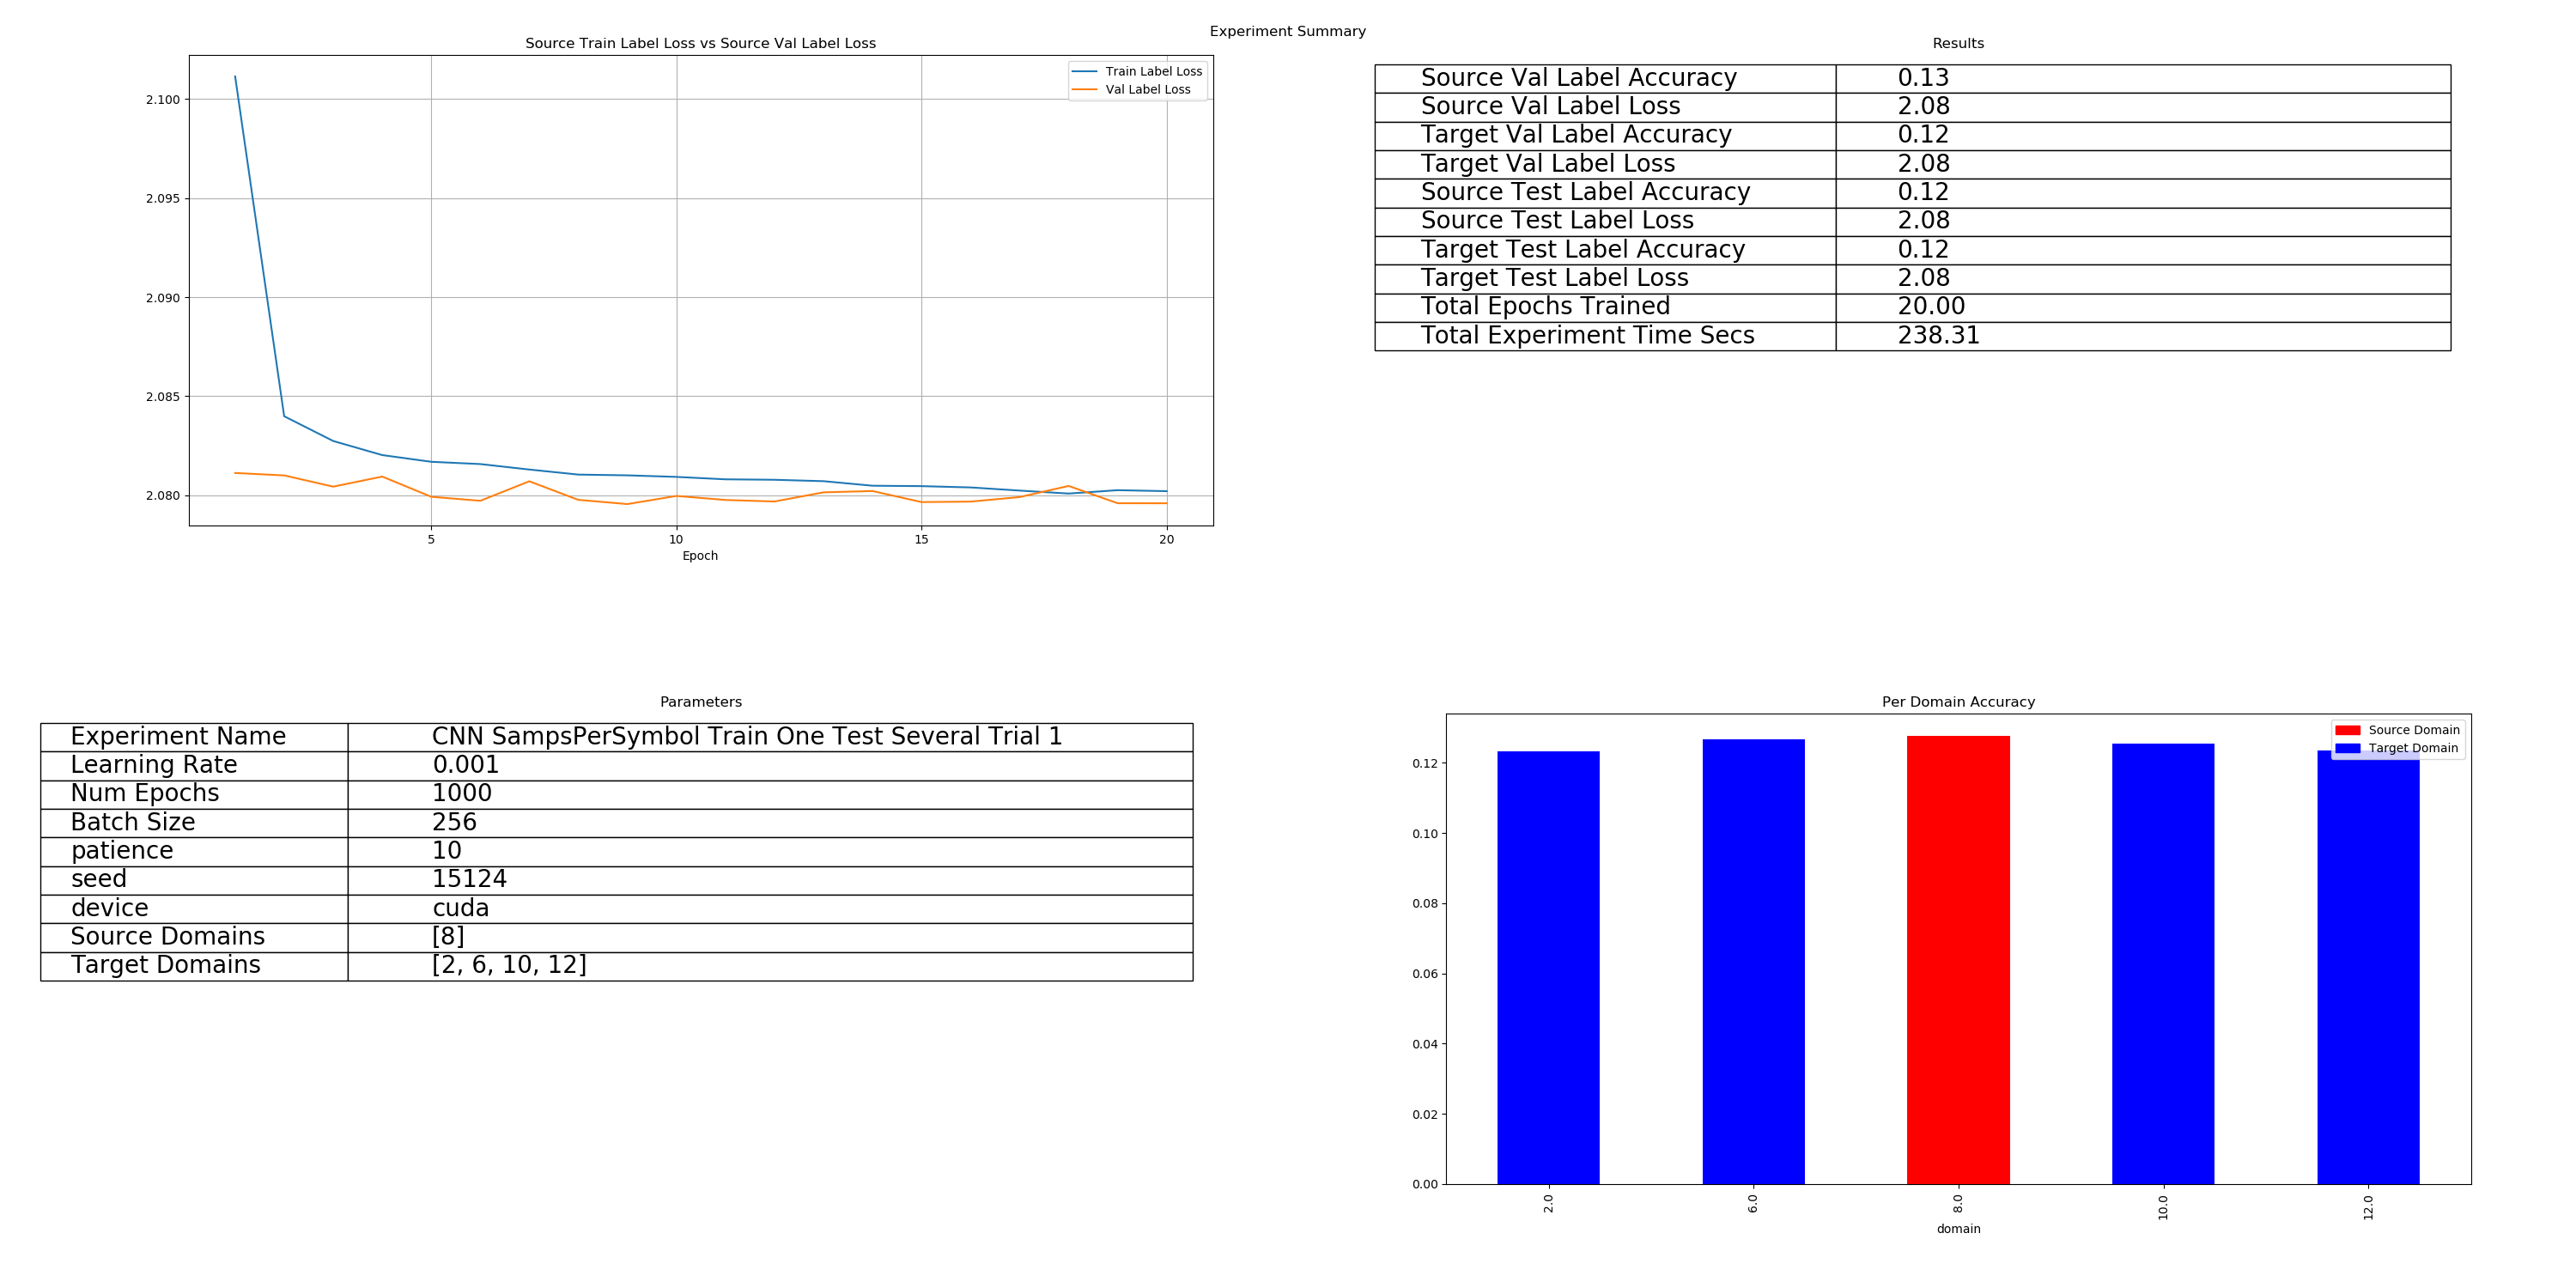 Experiment Summary
Source Train Label Loss vs Source Val Label Loss
Train Label Loss
Val Label Loss
2.100
2.095
2.090
2.085
2.080
5 10 15 20
Epoch
Results
Source Val Label Accuracy 0.13
Source Val Label Loss 2.08
Target Val Label Accuracy 0.12
Target Val Label Loss 2.08
Source Test Label Accuracy 0.12
Source Test Label Loss 2.08
Target Test Label Accuracy 0.12
Target Test Label Loss 2.08
Total Epochs Trained 20.00
Total Experiment Time Secs 238.31
Parameters
Experiment Name CNN SampsPerSymbol Train One Test Several Trial 1
Learning Rate 0.001
Num Epochs 1000
Batch Size 256
patience 10
seed 15124
device cuda
Source Domains [8]
Target Domains [2, 6, 10, 12]
Per Domain Accuracy
Source Domain
Target Domain
0.12
0.10
0.08
0.06
0.04
0.02
0.00
2.0 6.0 8.0 10.0 12.0
domain